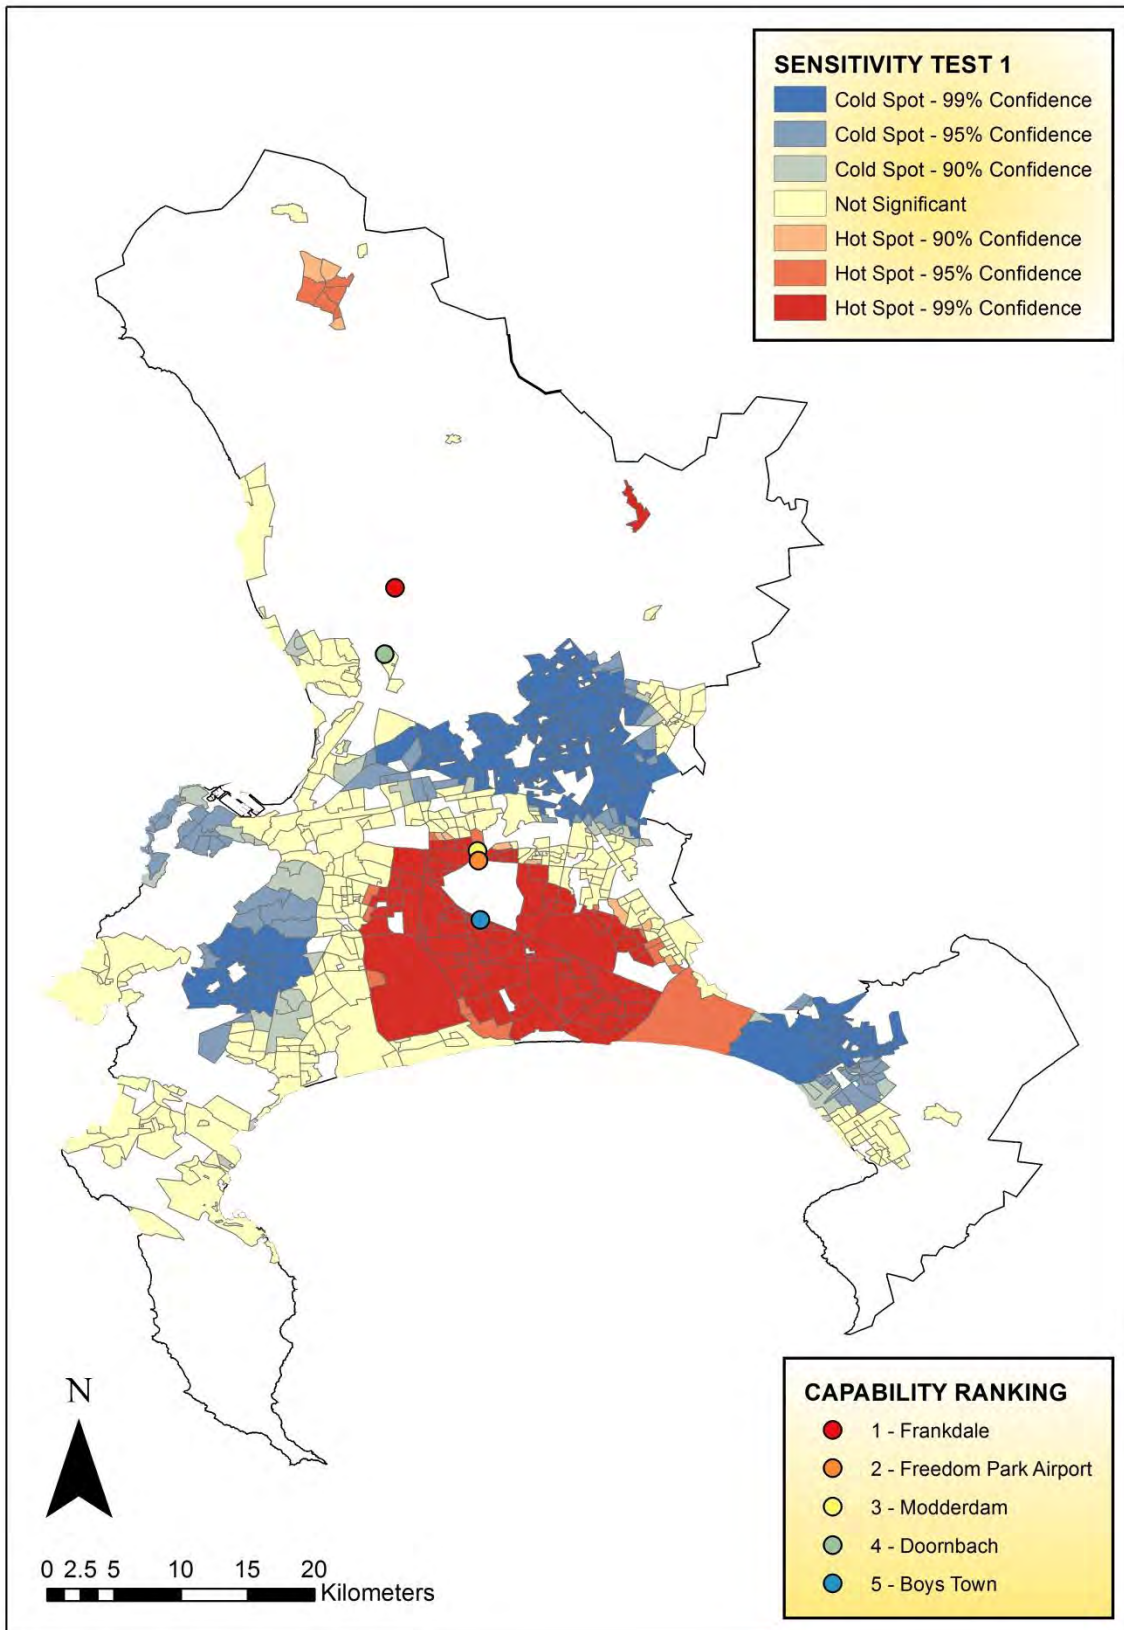 SENSITIVITY TEST 1
Cold Spot - 99% Confidence
Cold Spot - 95% Confidence
Cold Spot - 90% Confidence
Not Significant
Hot Spot - 90% Confidence
Hot Spot - 95% Confidence
Hot Spot - 99% Confidence
N
0 2.5 5 10 15 20
Kilometers
CAPABILITY RANKING
1 - Frankdale
2 - Freedom Park Airport
3 - Modderdam
4 - Doornbach
5 - Boys Town